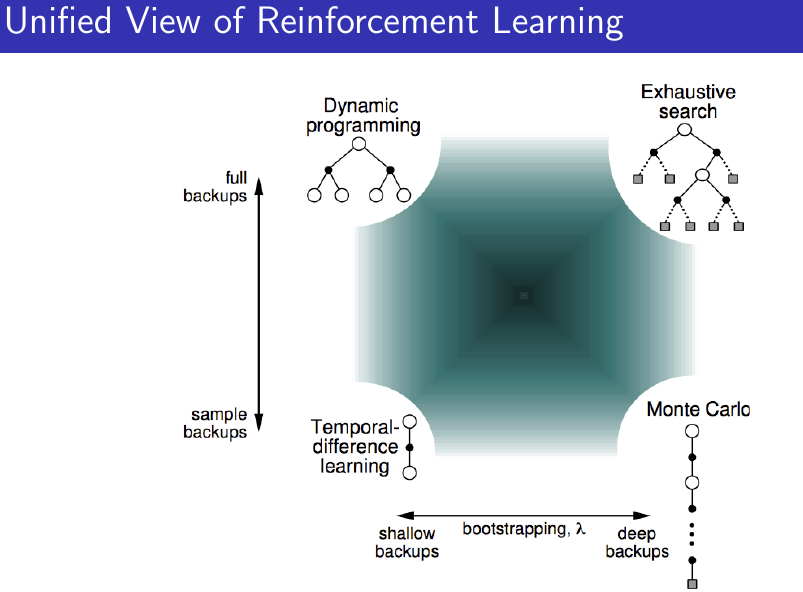 Unified View of Reinforcement Learning
Dynamic
programming
Exhaustive
search
full
backups
sample
backups
Temporal-
difference
learning
Monte Carlo
bootstrapping, λ
shallow
backups
deep
backups